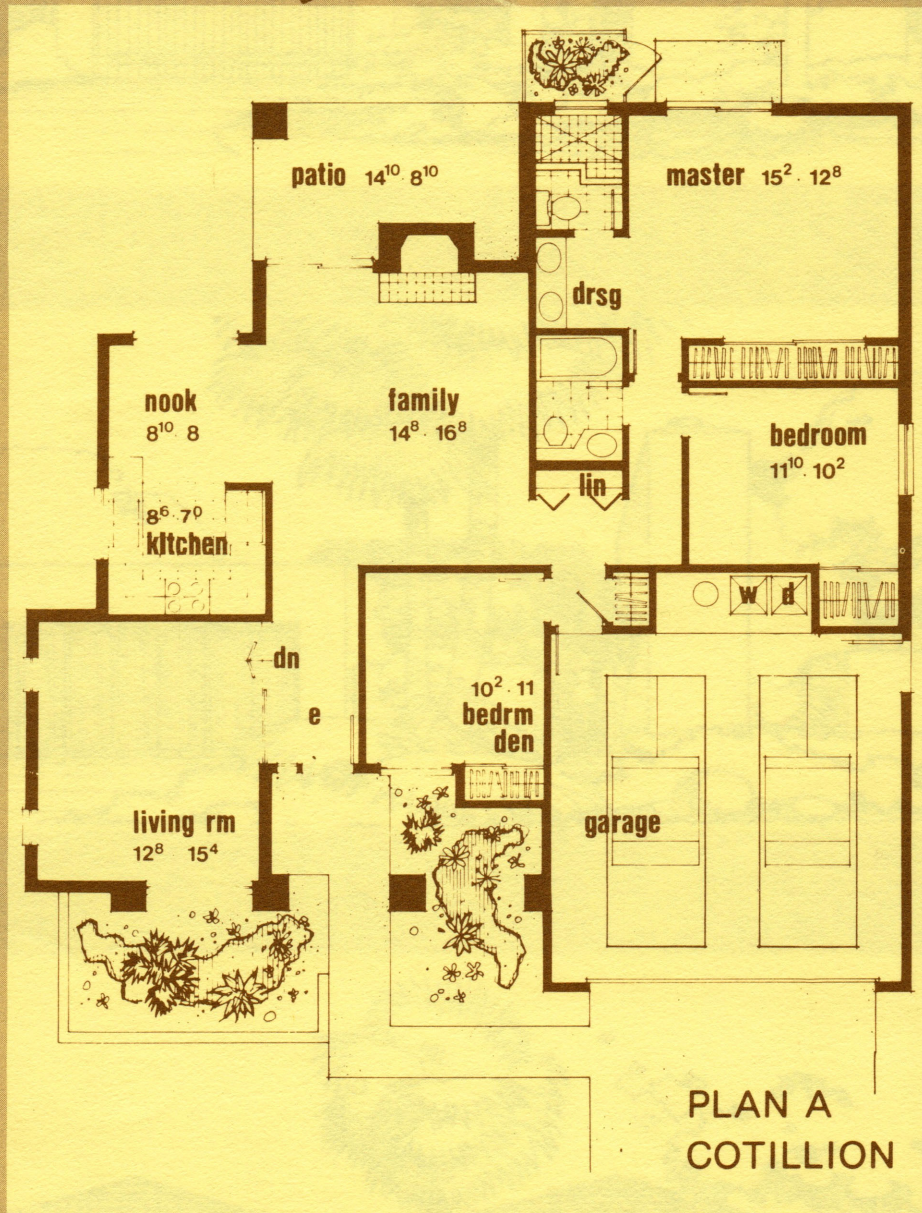 patio 14¹⁰. 8¹⁰
master 15². 12⁸
drsg
nook
8¹⁰. 8
family
14⁸. 16⁸
bedroom
11¹⁰. 10²
lin
8⁶. 7⁰
kitchen
w d
dn
e
10². 11
bedrm
den
living rm
12⁸ 15⁴
garage
PLAN A
COTILLION